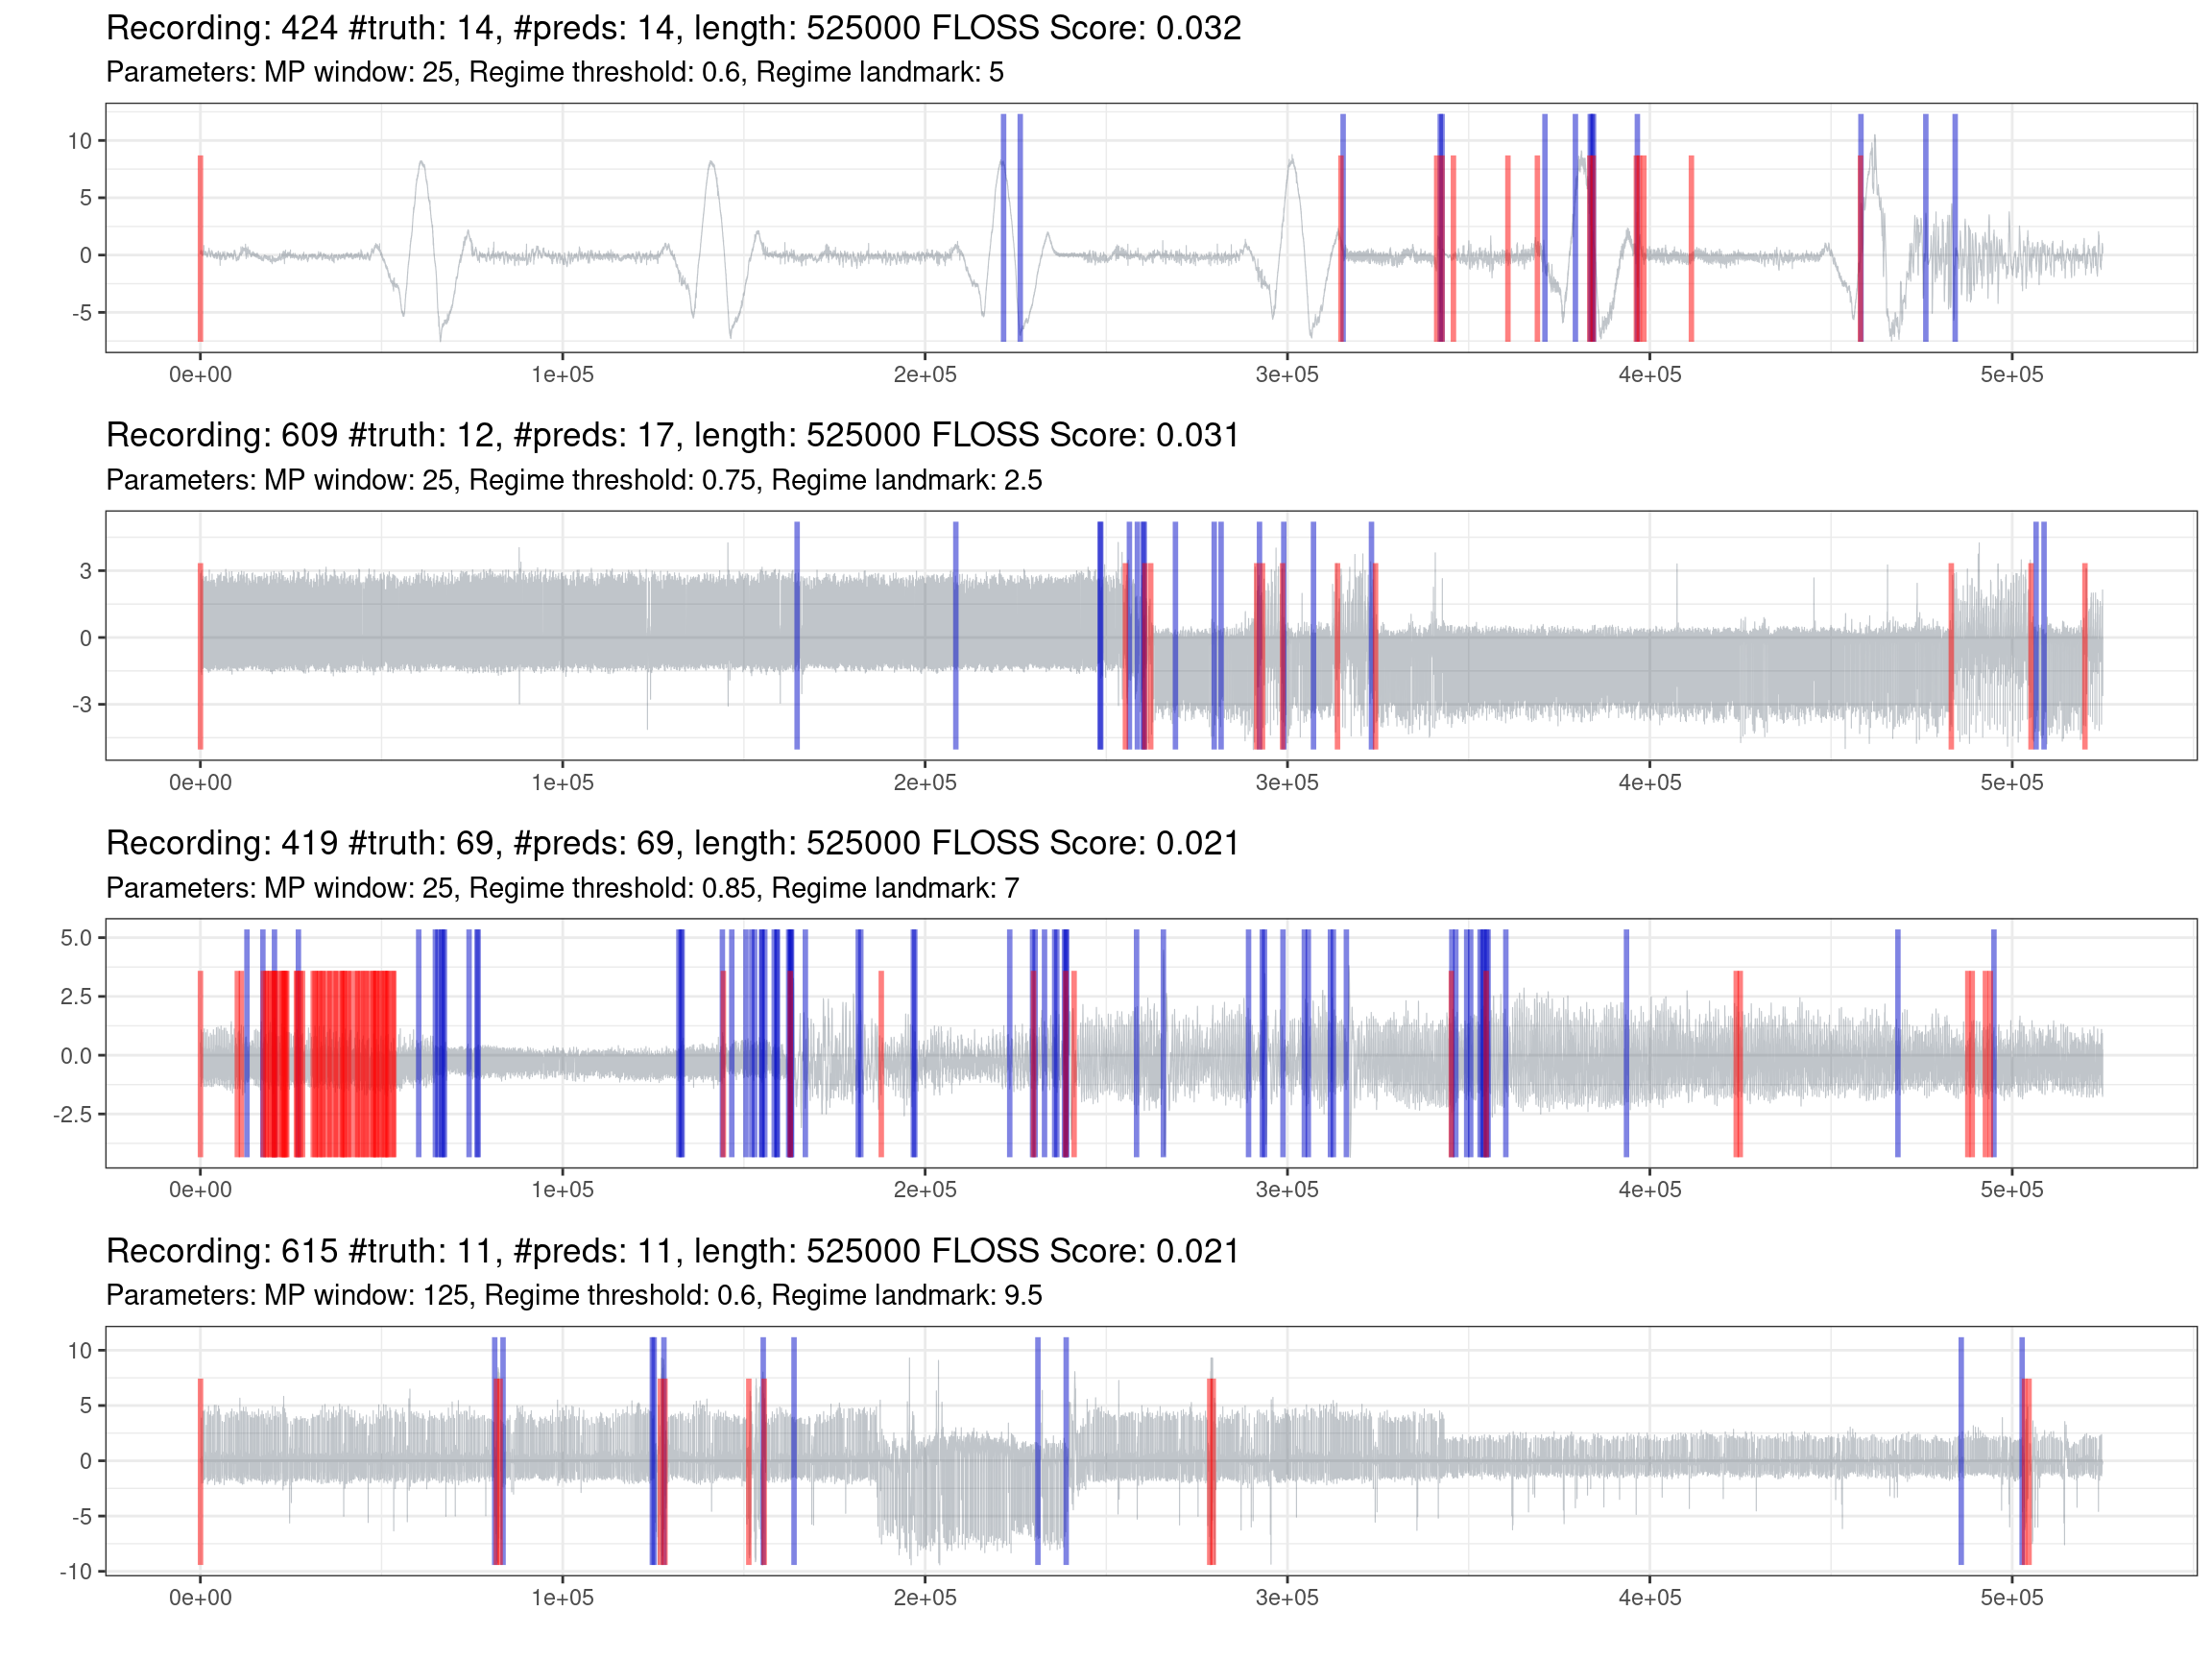 Recording: 424 #truth: 14, #preds: 14, length: 525000 FLOSS Score: 0.032
Parameters: MP window: 25, Regime threshold: 0.6, Regime landmark: 5
10
5
0
-5
0e+00 1e+05 2e+05 3e+05 4e+05 5e+05
Recording: 609 #truth: 12, #preds: 17, length: 525000 FLOSS Score: 0.031
Parameters: MP window: 25, Regime threshold: 0.75, Regime landmark: 2.5
3
0
-3
0e+00 1e+05 2e+05 3e+05 4e+05 5e+05
Recording: 419 #truth: 69, #preds: 69, length: 525000 FLOSS Score: 0.021
Parameters: MP window: 25, Regime threshold: 0.85, Regime landmark: 7
5.0
2.5
0.0
-2.5
0e+00 1e+05 2e+05 3e+05 4e+05 5e+05
Recording: 615 #truth: 11, #preds: 11, length: 525000 FLOSS Score: 0.021
Parameters: MP window: 125, Regime threshold: 0.6, Regime landmark: 9.5
10
5
0
-5
-10
0e+00 1e+05 2e+05 3e+05 4e+05 5e+05